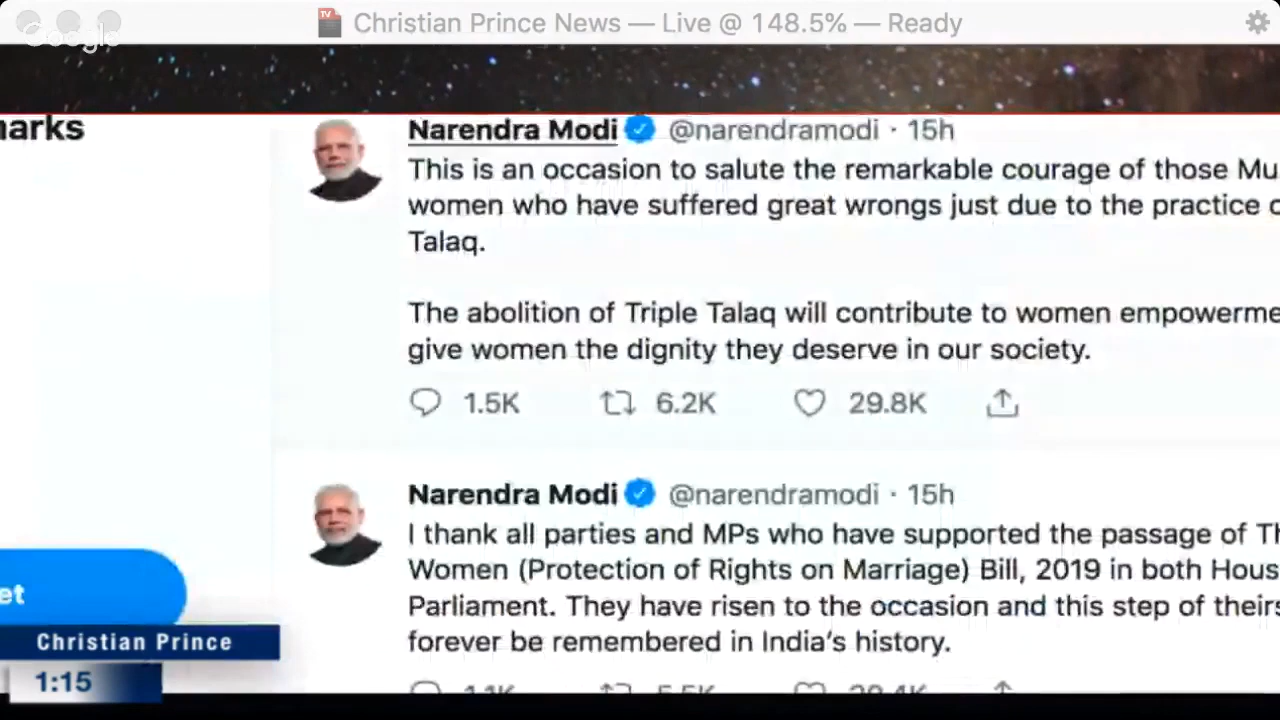 Christian Prince News — Live @ 148.5% — Ready
Google
arks
Narendra Modi @narendramodi · 15h
This is an occasion to salute the remarkable courage of those Mu
women who have suffered great wrongs just due to the practice o
Talaq.
The abolition of Triple Talaq will contribute to women empowerme
give women the dignity they deserve in our society.
1.5K 6.2K 29.8K
Narendra Modi @narendramodi · 15h
I thank all parties and MPs who have supported the passage of Th
Women (Protection of Rights on Marriage) Bill, 2019 in both Hous
Parliament. They have risen to the occasion and this step of theirs
forever be remembered in India's history.
et
Christian Prince
1:15